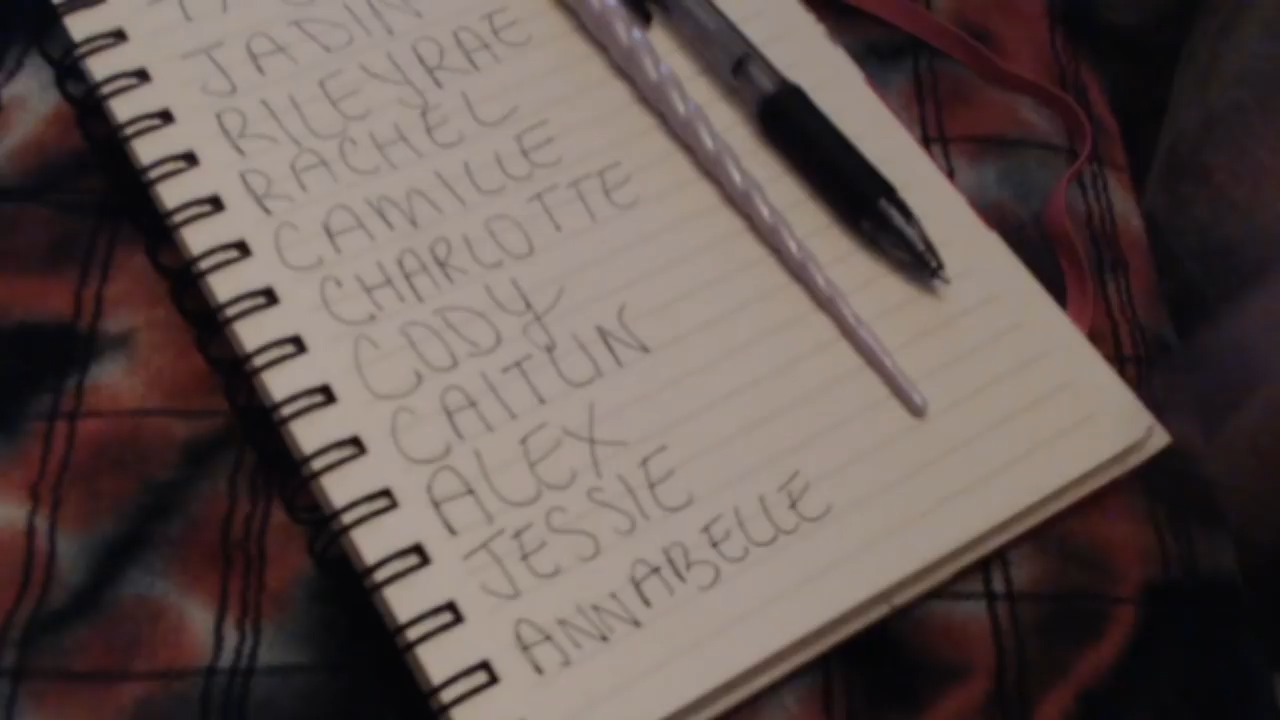 JADIN
RILEYRAE
RACHEL
CAMILLE
CHARLOTTE
CODY
CAITLIN
ALEX
JESSIE
ANNABELLE